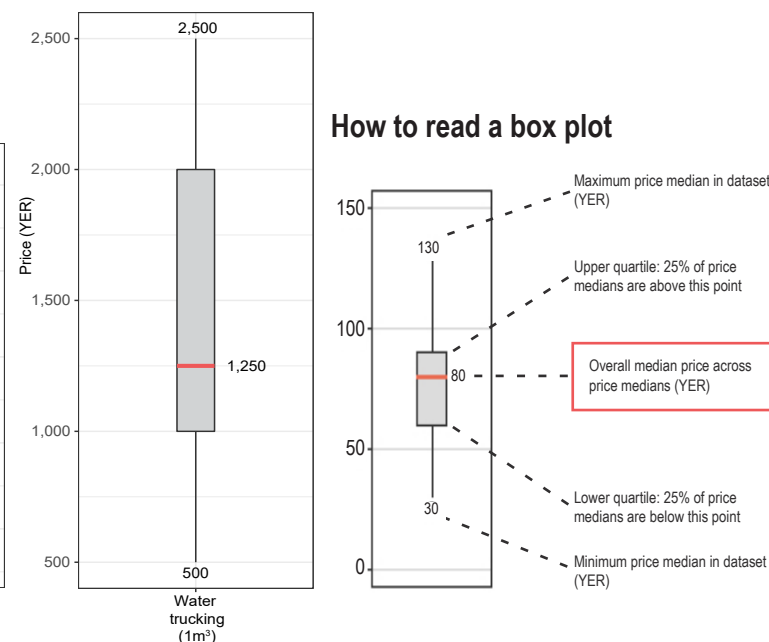 2,500
2,000
1,500
1,000
500
Price (YER)
2,500
1,250
500
Water
trucking
(1m³)
How to read a box plot
150
100
50
0
130
80
30
Maximum price median in dataset
(YER)
Upper quartile: 25% of price
medians are above this point
Overall median price across
price medians (YER)
Lower quartile: 25% of price
medians are below this point
Minimum price median in dataset
(YER)